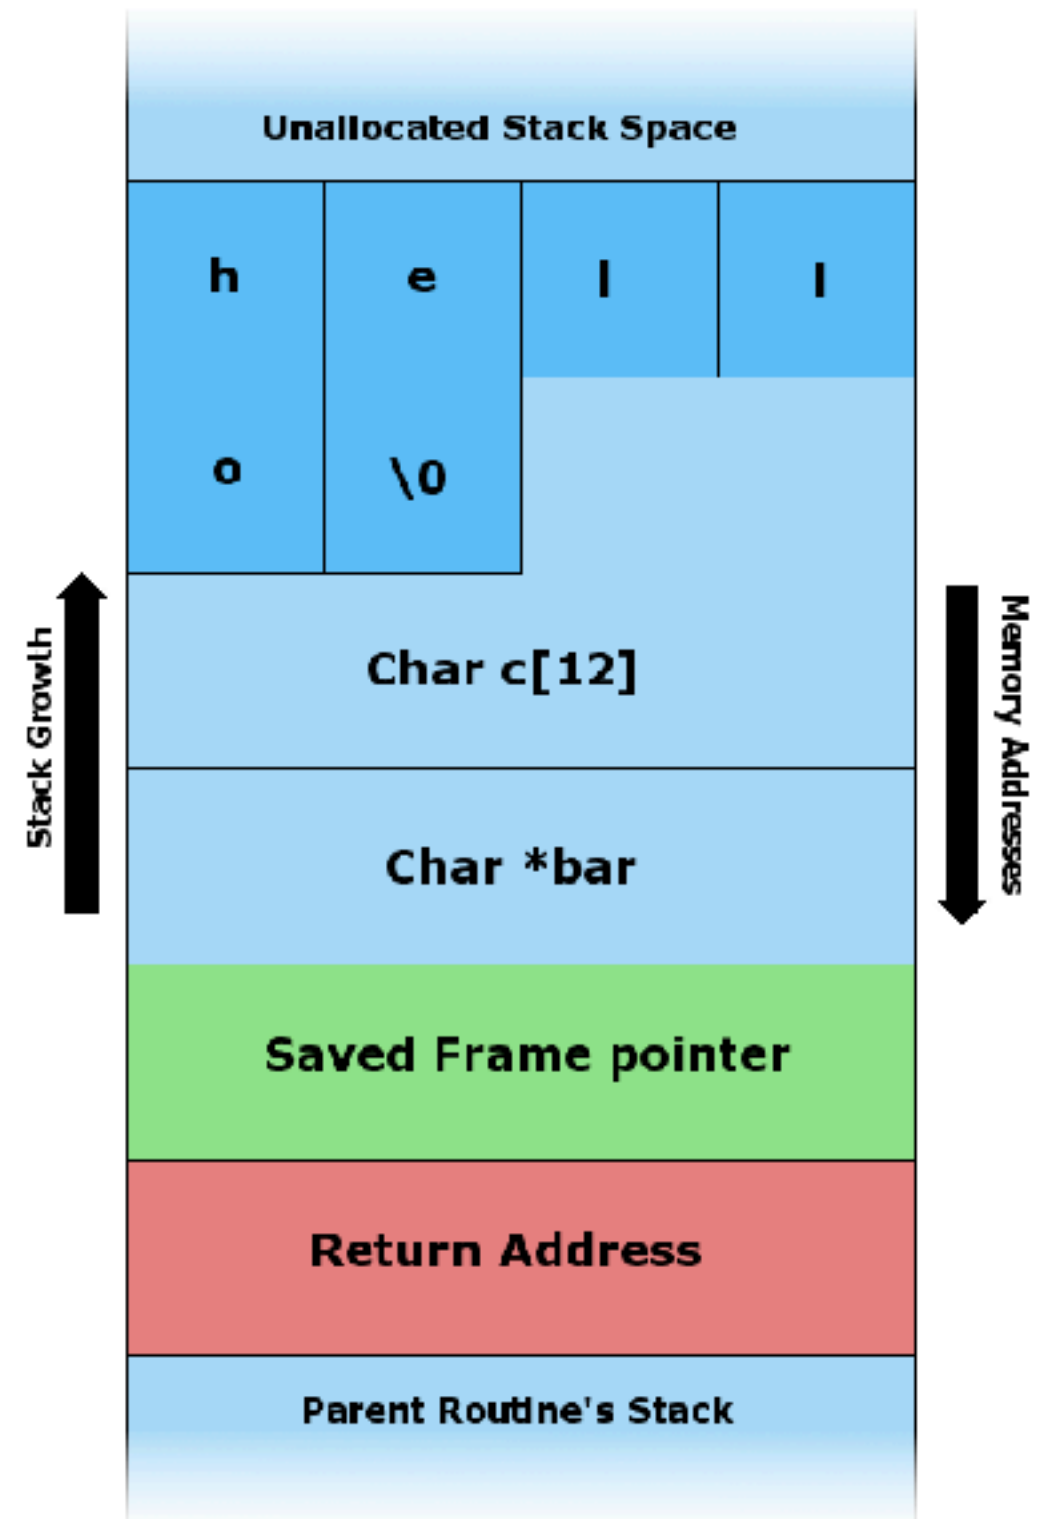 Unallocated Stack Space
h e l l
o \0
Char c[12]
Stack Growth
Memory Addresses
Char *bar
Saved Frame pointer
Return Address
Parent Routine's Stack